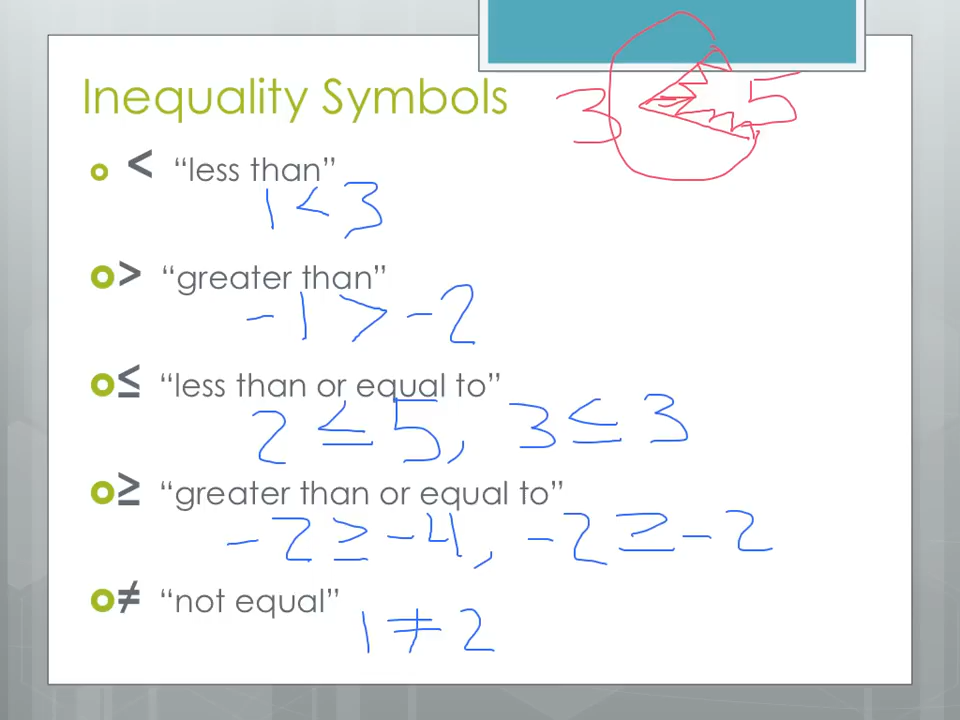 Inequality Symbols
3 < 5
< “less than”
1 < 3
> “greater than”
-1 > -2
≤ “less than or equal to”
2 ≤ 5, 3 ≤ 3
≥ “greater than or equal to”
-2 ≥ -4, -2 ≥ -2
≠ “not equal”
1 ≠ 2